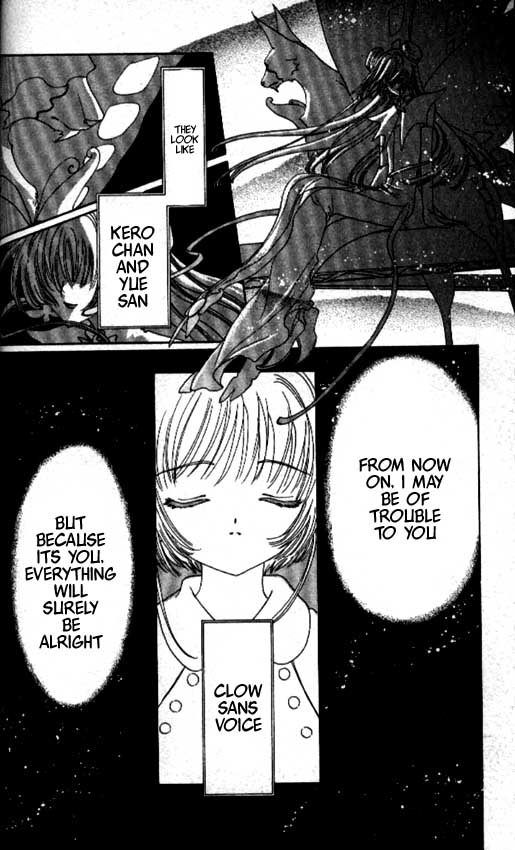 THEY
LOOK
LIKE
KERO
CHAN
AND
YUE
SAN
FROM NOW
ON. I MAY
BE OF
TROUBLE
TO YOU
BUT
BECAUSE
ITS YOU.
EVERYTHING
WILL
SURELY
BE
ALRIGHT
CLOW
SANS
VOICE